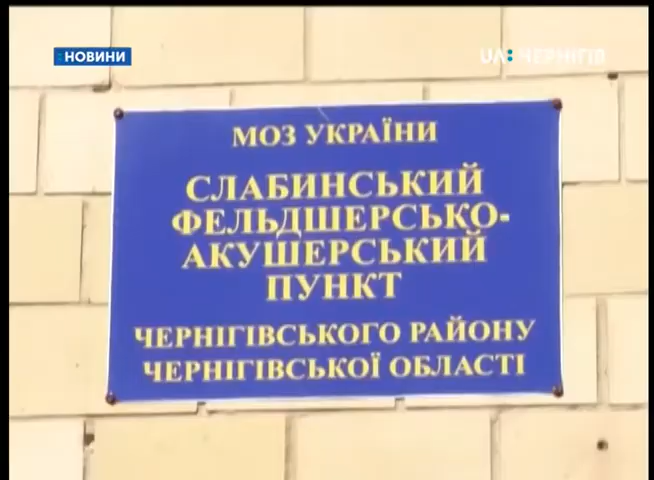 НОВИНИ
UA: ЧЕРНІГІВ
МОЗ УКРАЇНИ
СЛАБИНСЬКИЙ
ФЕЛЬДШЕРСЬКО-
АКУШЕРСЬКИЙ
ПУНКТ
ЧЕРНІГІВСЬКОГО РАЙОНУ
ЧЕРНІГІВСЬКОЇ ОБЛАСТІ